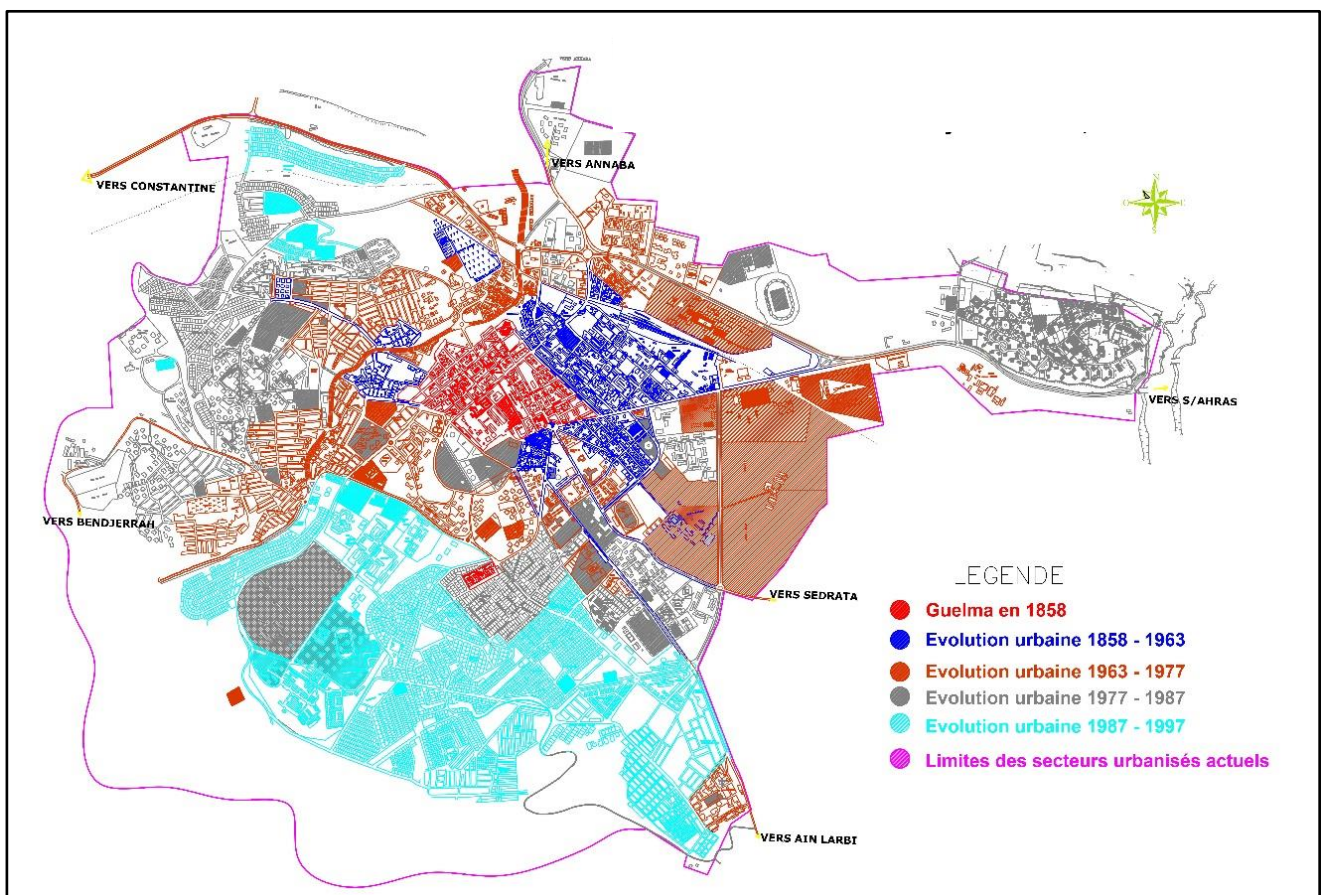 VERS ANNABA
VERS CONSTANTINE
N
O
E
S
VERS S/AHRAS
VERS BENDJERRAH
VERS SEDRATA
VERS AIN LARBI
LEGENDE
Guelma en 1858
Evolution urbaine 1858 - 1963
Evolution urbaine 1963 - 1977
Evolution urbaine 1977 - 1987
Evolution urbaine 1987 - 1997
Limites des secteurs urbanisés actuels